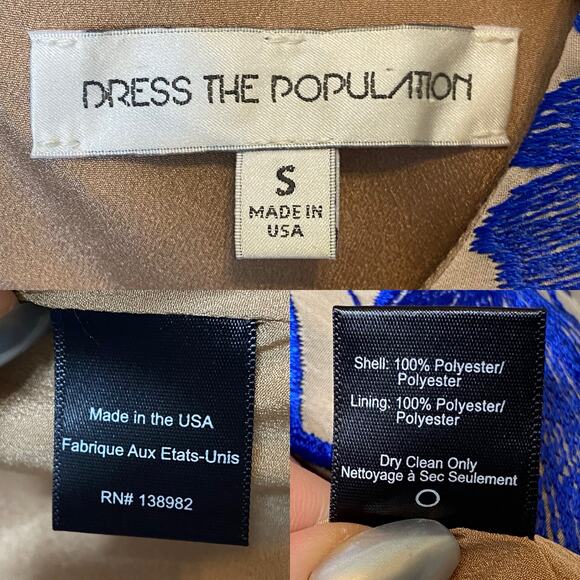 DRESS THE POPULATION
S
MADE IN
USA
Made in the USA
Fabrique Aux Etats-Unis
RN# 138982
Shell: 100% Polyester/
Polyester
Lining: 100% Polyester/
Polyester
Dry Clean Only
Nettoyage à Sec Seulement